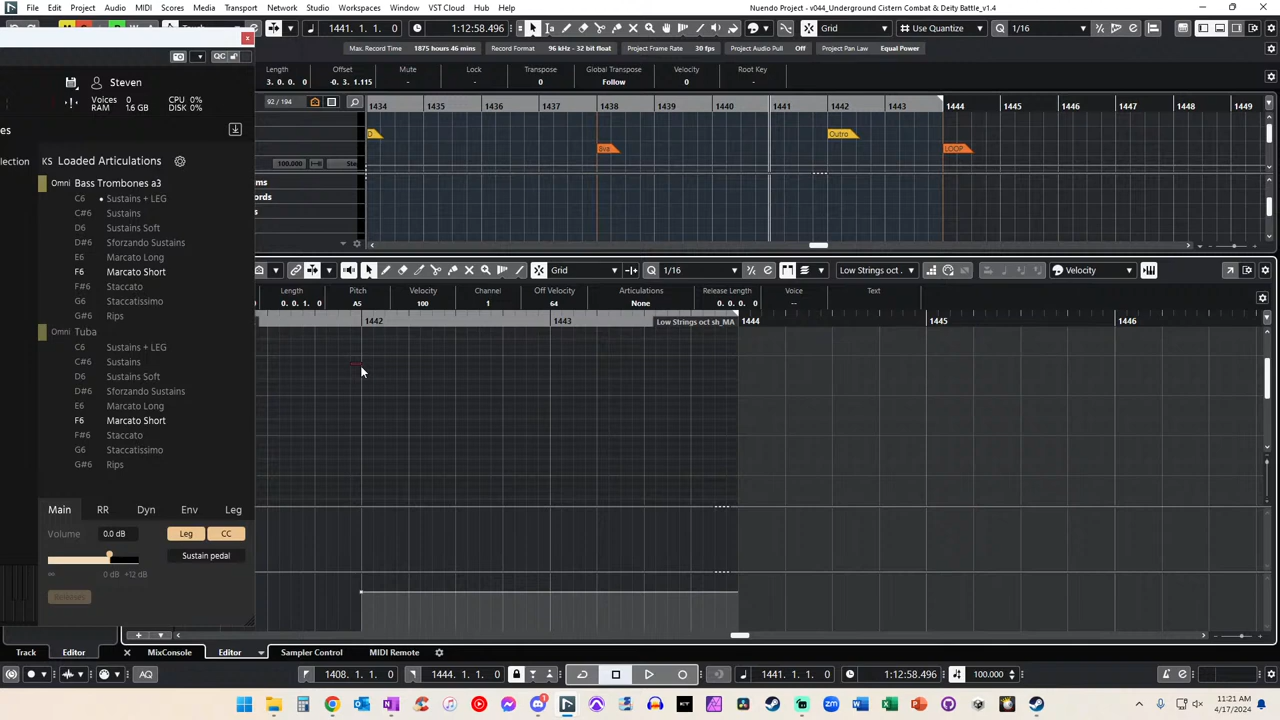 File Edit Project Audio MIDI Scores Media Transport Network Studio Workspaces Window VST Cloud Hub Help Nuendo Project - v044_Underground Cistern Combat & Deity Battle_v1.4
1441. 1. 0. 0 1:12:58.496 Grid Use Quantize 1/16
Max. Record Time 1875 hours 46 mins Record Format 96 kHz - 32 bit float Project Frame Rate 30 fps Project Audio Pull Off Project Pan Law Equal Power
QC
Length Offset Mute Lock Transpose Global Transpose Velocity Root Key
3. 0. 0. 0 -0. 3. 1.115 - - 0 Follow 0 -
Steven
Voices 0 CPU 0%
RAM 1.6 GB DISK 0%
92 / 194 1434 1435 1436 1437 1438 1439 1440 1441 1442 1443 1444 1445 1446 1447 1448 1449
D Outro
Sva LOOP
100.000
KS Loaded Articulations
Omni Bass Trombones a3
C6 Sustains + LEG
C#6 Sustains
D6 Sustains Soft
D#6 Sforzando Sustains
E6 Marcato Long
F6 Marcato Short
F#6 Staccato
G6 Staccatissimo
G#6 Rips
Omni Tuba
C6 Sustains + LEG
C#6 Sustains
D6 Sustains Soft
D#6 Sforzando Sustains
E6 Marcato Long
F6 Marcato Short
F#6 Staccato
G6 Staccatissimo
G#6 Rips
Main RR Dyn Env Leg
Volume 0.0 dB Leg CC
Sustain pedal
∞ 0 dB +12 dB
Grid 1/16 Low Strings oct . Velocity
Length Pitch Velocity Channel Off Velocity Articulations Release Length Voice Text
0. 0. 1. 0 A5 100 1 64 None 0. 0. 0. 0 --
1442 1443 Low Strings oct sh_MA 1444 1445 1446
Track Editor MixConsole Editor Sampler Control MIDI Remote
AQ 1408. 1. 1. 0 1444. 1. 1. 0 1441. 1. 0. 0 1:12:58.496 100.000
11:21 AM
4/17/2024